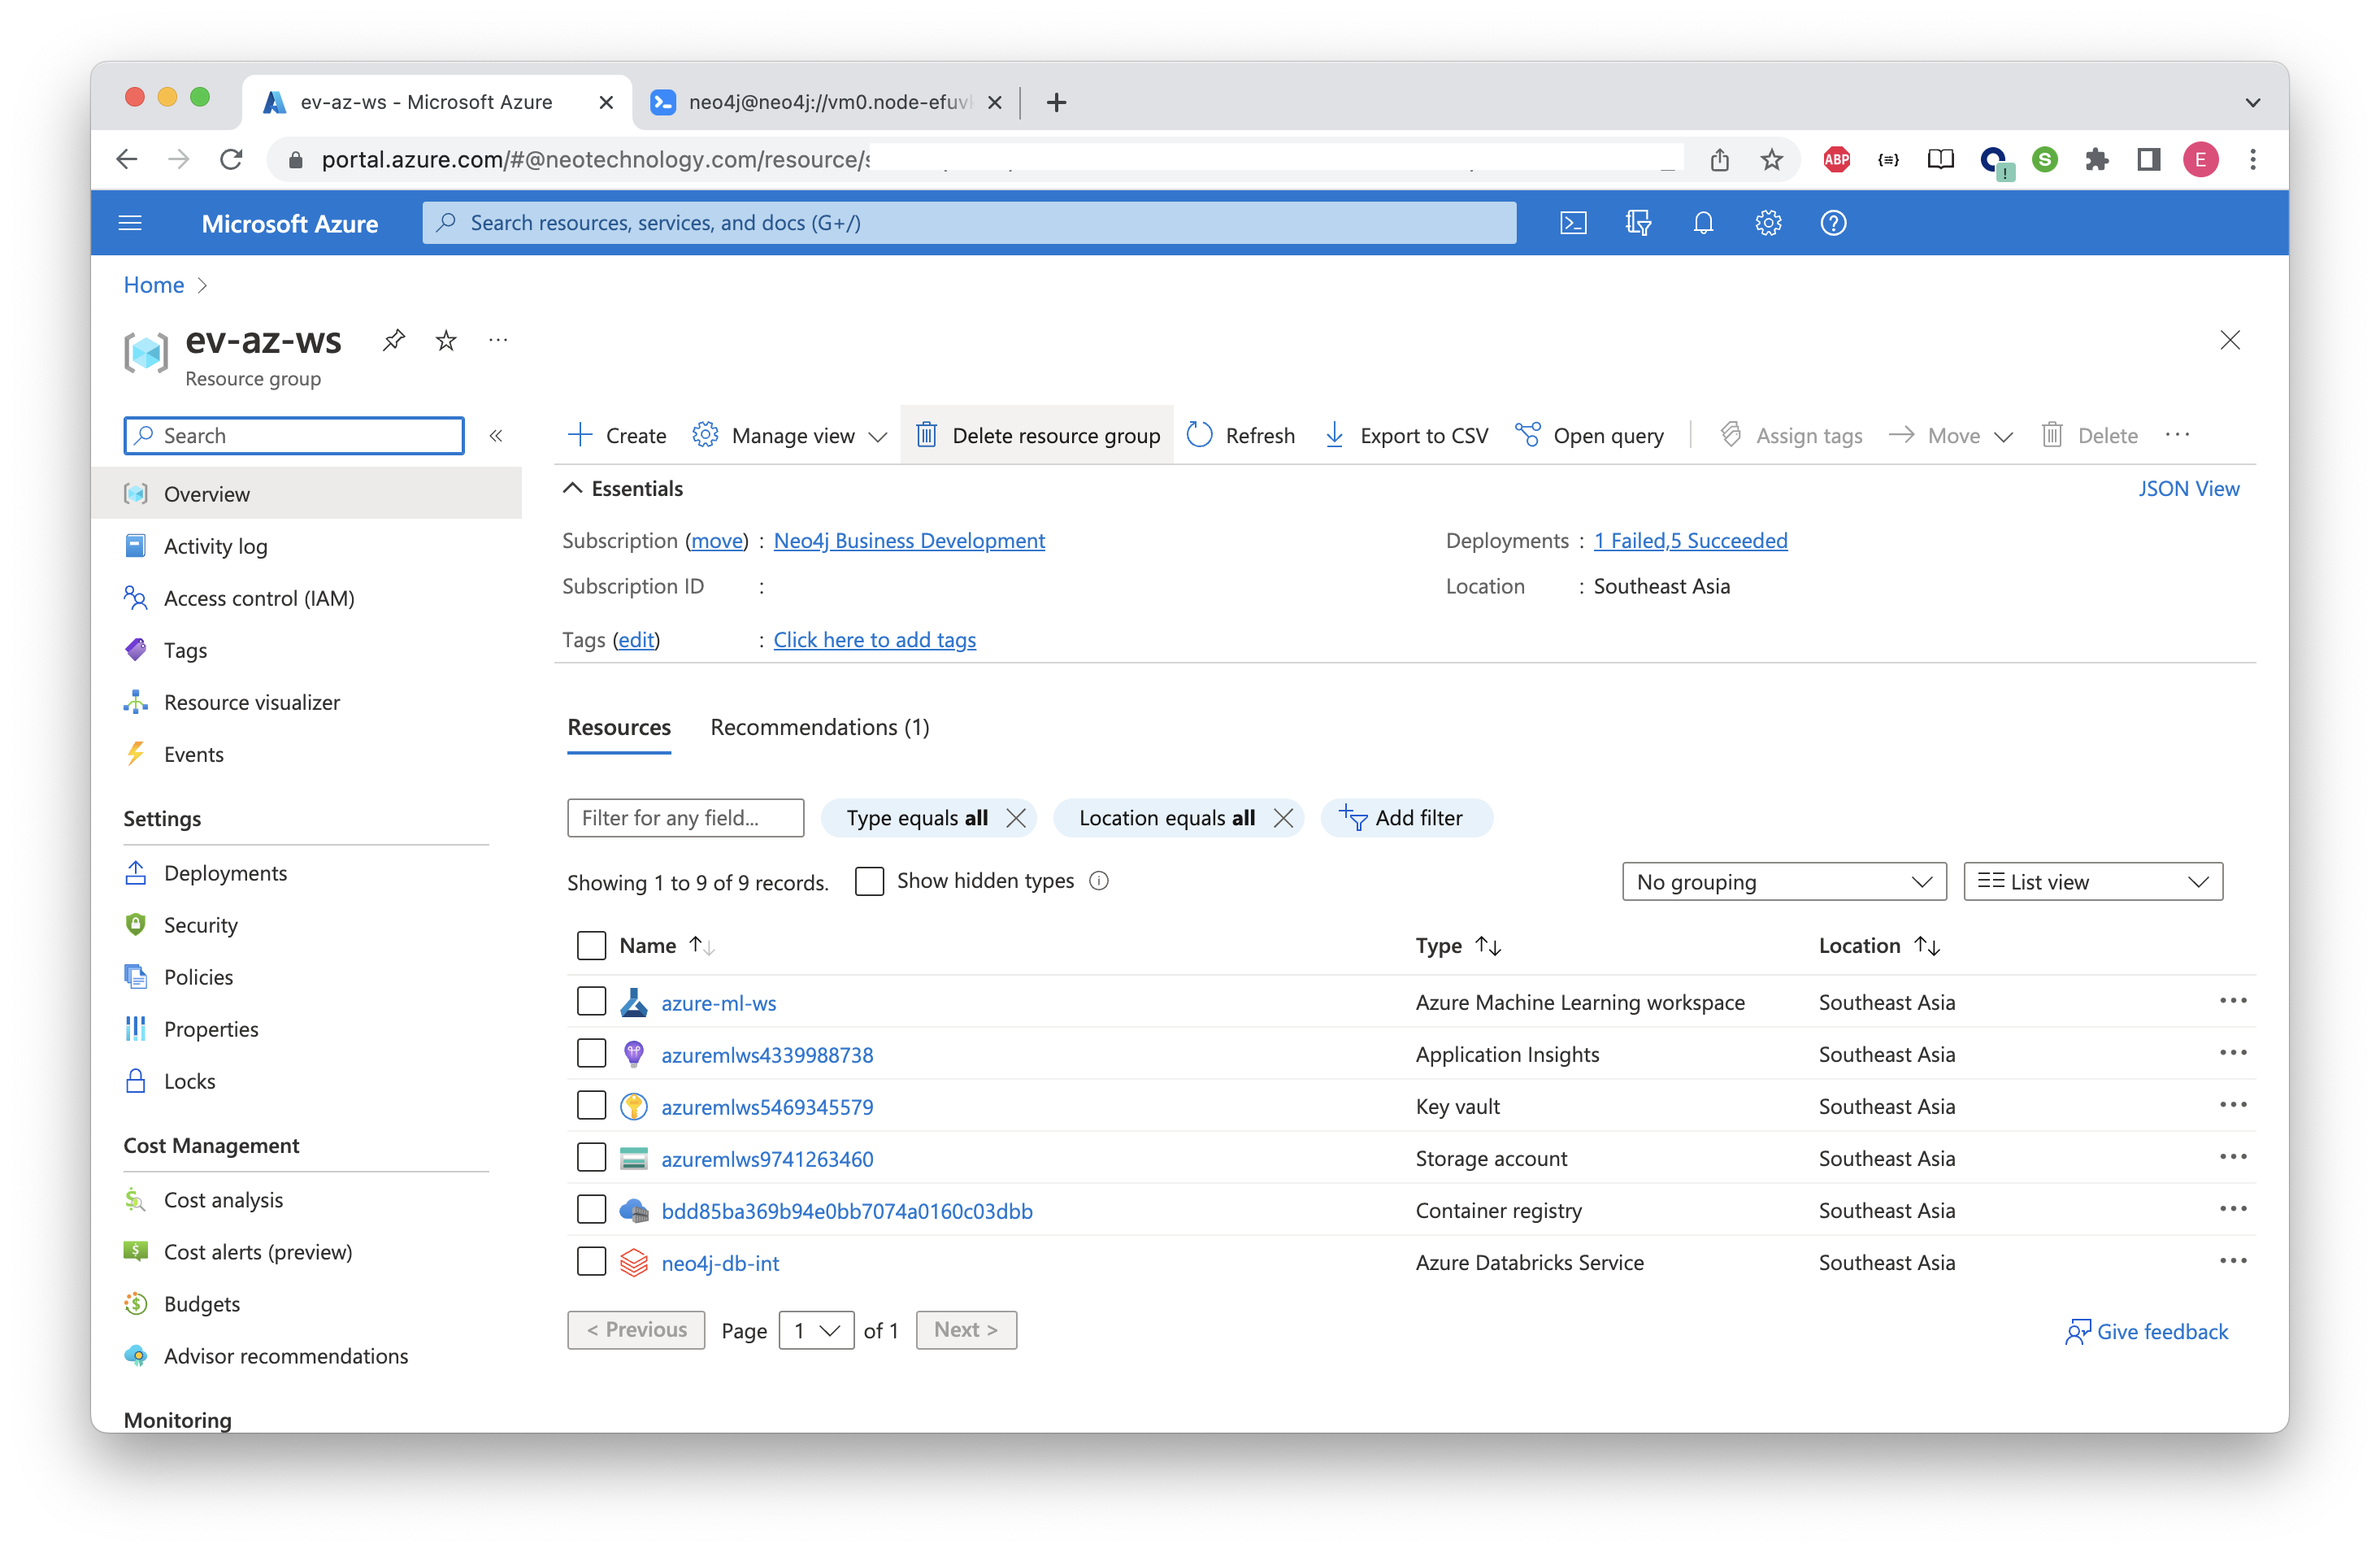 ev-az-ws - Microsoft Azure
neo4j@neo4j://vm0.node-efuvl
portal.azure.com/#@neotechnology.com/resource/s
ABP
S
E
Microsoft Azure
Search resources, services, and docs (G+/)
Home
ev-az-ws
Resource group
Search
Create
Manage view
Delete resource group
Refresh
Export to CSV
Open query
Assign tags
Move
Delete
Overview
Activity log
Access control (IAM)
Tags
Resource visualizer
Events
Settings
Deployments
Security
Policies
Properties
Locks
Cost Management
Cost analysis
Cost alerts (preview)
Budgets
Advisor recommendations
Monitoring
Essentials
JSON View
Subscription (move) : Neo4j Business Development
Deployments : 1 Failed,5 Succeeded
Subscription ID :
Location : Southeast Asia
Tags (edit) : Click here to add tags
Resources
Recommendations (1)
Filter for any field...
Type equals all
Location equals all
Add filter
Showing 1 to 9 of 9 records.
Show hidden types
No grouping
List view
Name Type Location
azure-ml-ws Azure Machine Learning workspace Southeast Asia
azuremlws4339988738 Application Insights Southeast Asia
azuremlws5469345579 Key vault Southeast Asia
azuremlws9741263460 Storage account Southeast Asia
bdd85ba369b94e0bb7074a0160c03dbb Container registry Southeast Asia
neo4j-db-int Azure Databricks Service Southeast Asia
< Previous Page 1 of 1 Next >
Give feedback